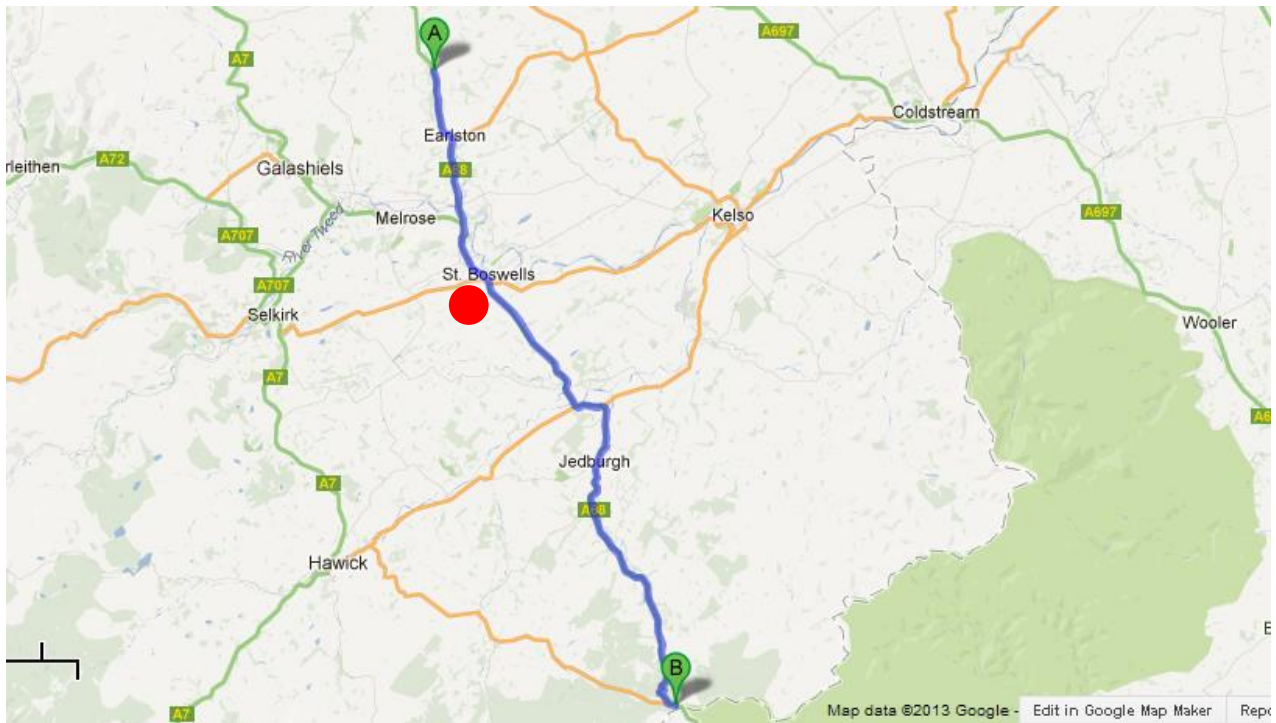 A
A7
A697
Coldstream
Earlston
A72
rleithen
Galashiels
A68
Melrose
Kelso
A697
A707
River Tweed
St. Boswells
A707
Selkirk
Wooler
A7
A6
Jedburgh
A7
A68
Hawick
E
B
A7
Map data ©2013 Google -
Edit in Google Map Maker
Repo